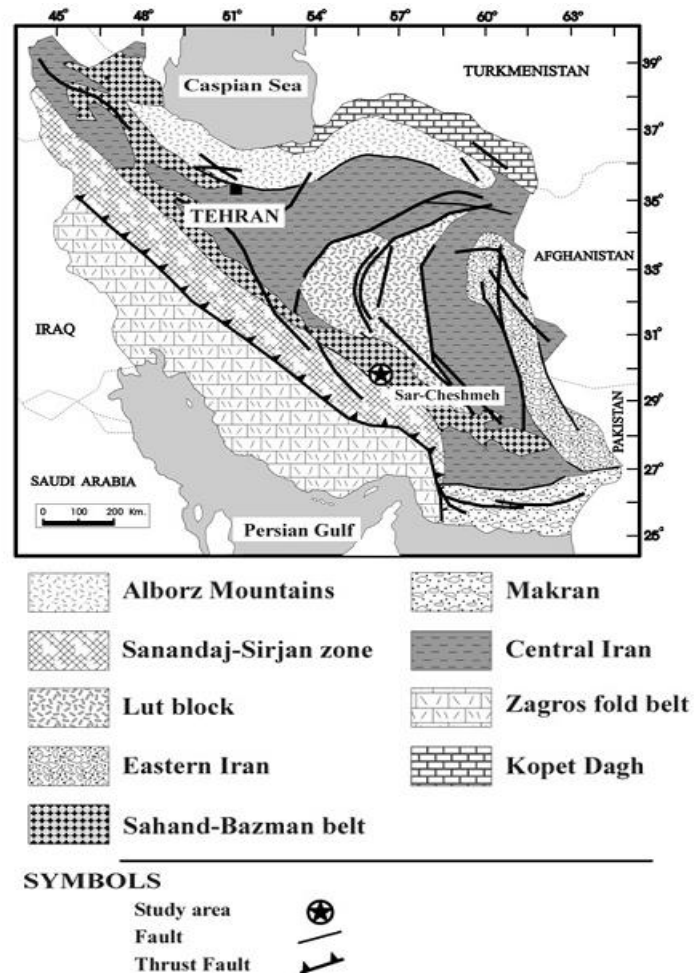 45° 48° 51° 54° 57° 60° 63°
39°
37°
35°
33°
31°
29°
27°
25°
Caspian Sea
TURKMENISTAN
TEHRAN
AFGHANISTAN
IRAQ
Sar-Cheshmeh
PAKISTAN
SAUDI ARABIA
0 100 200 Km.
Persian Gulf
Alborz Mountains
Makran
Sanandaj-Sirjan zone
Central Iran
Lut block
Zagros fold belt
Eastern Iran
Kopet Dagh
Sahand-Bazman belt
SYMBOLS
Study area
Fault
Thrust Fault